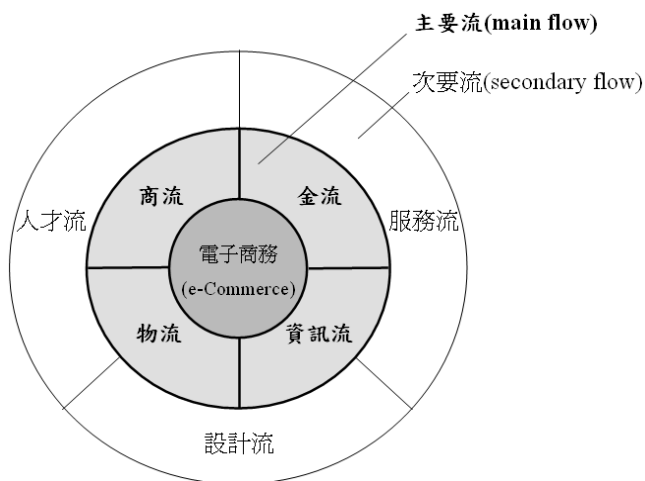 主要流(main flow)
次要流(secondary flow)
商流
金流
人才流
服務流
電子商務
(e-Commerce)
物流
資訊流
設計流